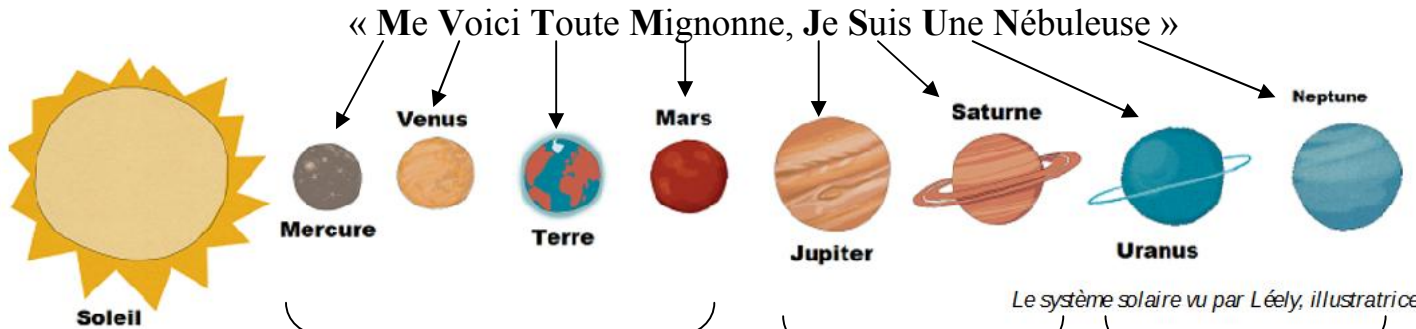 « Me Voici Toute Mignonne, Je Suis Une Nébuleuse »
Neptune
Venus
Mars
Saturne
Mercure
Terre
Jupiter
Uranus
Le système solaire vu par Léely, illustratrice
Soleil